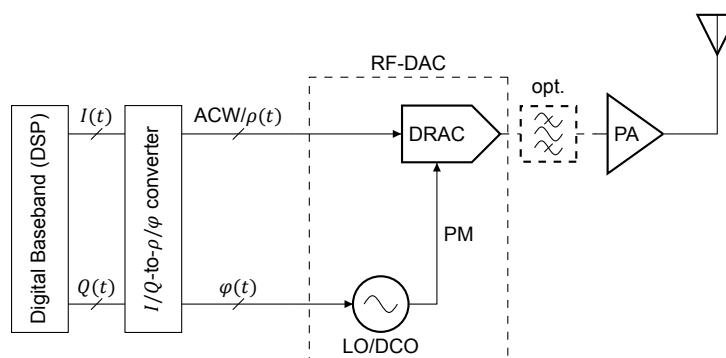 RF-DAC
opt.
Digital Baseband (DSP)
I(t)
I/Q-to-ρ/φ converter
ACW/ρ(t)
DRAC
PA
PM
Q(t)
φ(t)
LO/DCO